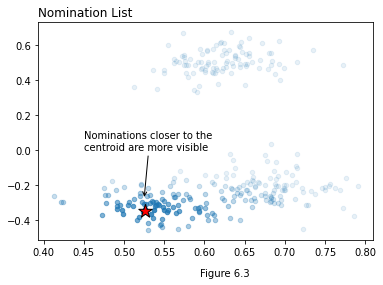 Nomination List
0.6
0.4
0.2
0.0
−0.2
−0.4
Nominations closer to the
centroid are more visible
0.40 0.45 0.50 0.55 0.60 0.65 0.70 0.75 0.80
Figure 6.3